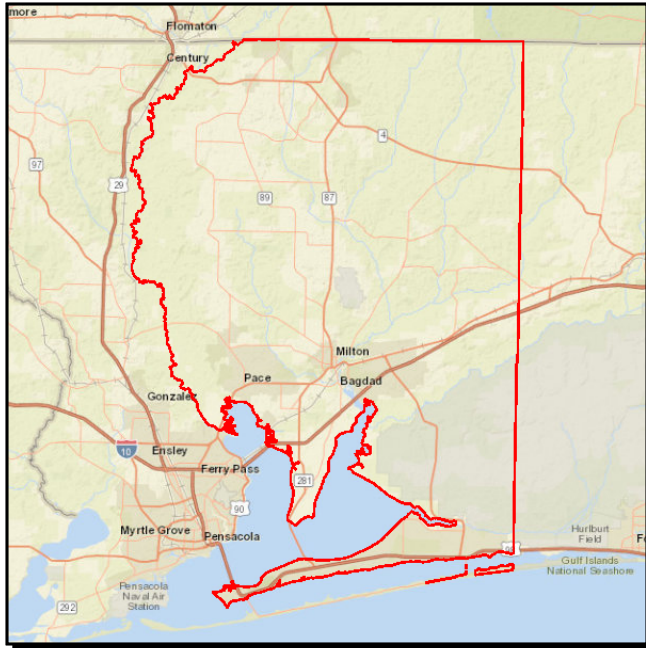 more
Flomaton
Century
4
97
29
89
87
Milton
Pace
Bagdad
Gonzalez
10
Ensley
Ferry Pass
281
90
Myrtle Grove
Pensacola
Hurlburt
Field
Gulf Islands
National Seashore
Pensacola
Naval Air
Station
292